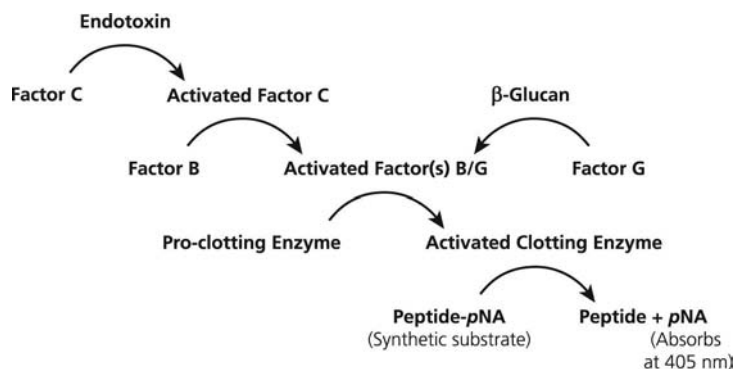 Endotoxin
Factor C Activated Factor C β-Glucan
Factor B Activated Factor(s) B/G Factor G
Pro-clotting Enzyme Activated Clotting Enzyme
Peptide-pNA Peptide + pNA
(Synthetic substrate) (Absorbs
at 405 nm)